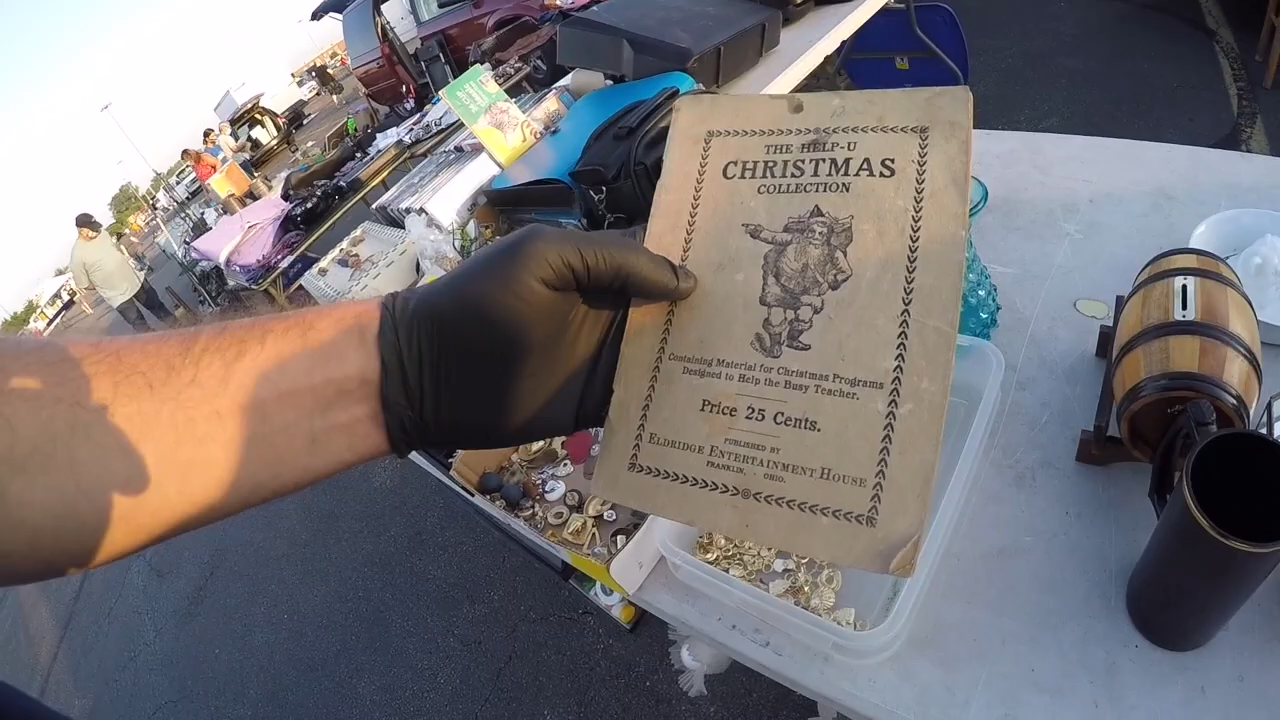 THE HELP-U
CHRISTMAS
COLLECTION
Containing Material for Christmas Programs
Designed to Help the Busy Teacher.
Price 25 Cents.
PUBLISHED BY
ELDRIDGE ENTERTAINMENT HOUSE
FRANKLIN, - OHIO.